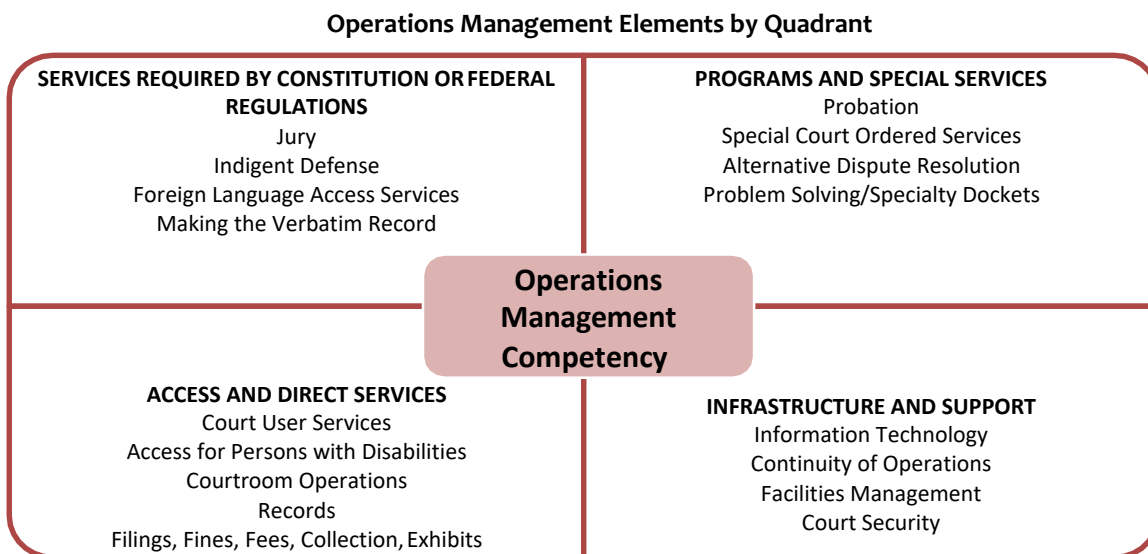 Operations Management Elements by Quadrant
SERVICES REQUIRED BY CONSTITUTION OR FEDERAL
REGULATIONS
Jury
Indigent Defense
Foreign Language Access Services
Making the Verbatim Record
PROGRAMS AND SPECIAL SERVICES
Probation
Special Court Ordered Services
Alternative Dispute Resolution
Problem Solving/Specialty Dockets
Operations
Management
Competency
ACCESS AND DIRECT SERVICES
Court User Services
Access for Persons with Disabilities
Courtroom Operations
Records
Filings, Fines, Fees, Collection, Exhibits
INFRASTRUCTURE AND SUPPORT
Information Technology
Continuity of Operations
Facilities Management
Court Security